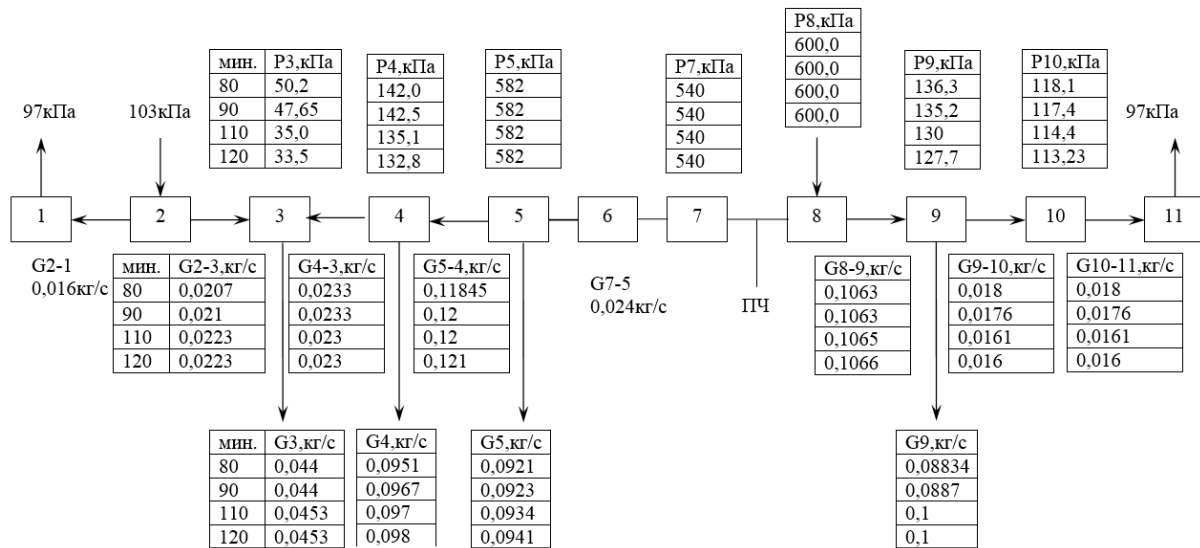 мин. P3,кПа
80 50,2
90 47,65
110 35,0
120 33,5
P4,кПа
142,0
142,5
135,1
132,8
P5,кПа
582
582
582
582
P7,кПа
540
540
540
540
P8,кПа
600,0
600,0
600,0
600,0
P9,кПа
136,3
135,2
130
127,7
P10,кПа
118,1
117,4
114,4
113,23
97кПа
103кПа
97кПа
1 2 3 4 5 6 7 8 9 10 11
G2-1
0,016кг/с
мин. G2-3,кг/с
80 0,0207
90 0,021
110 0,0223
120 0,0223
G4-3,кг/с
0,0233
0,0233
0,023
0,023
G5-4,кг/с
0,11845
0,12
0,12
0,121
G7-5
0,024кг/с
ПЧ
G8-9,кг/с
0,1063
0,1063
0,1065
0,1066
G9-10,кг/с
0,018
0,0176
0,0161
0,016
G10-11,кг/с
0,018
0,0176
0,0161
0,016
мин. G3,кг/с
80 0,044
90 0,044
110 0,0453
120 0,0453
G4,кг/с
0,0951
0,0967
0,097
0,098
G5,кг/с
0,0921
0,0923
0,0934
0,0941
G9,кг/с
0,08834
0,0887
0,1
0,1